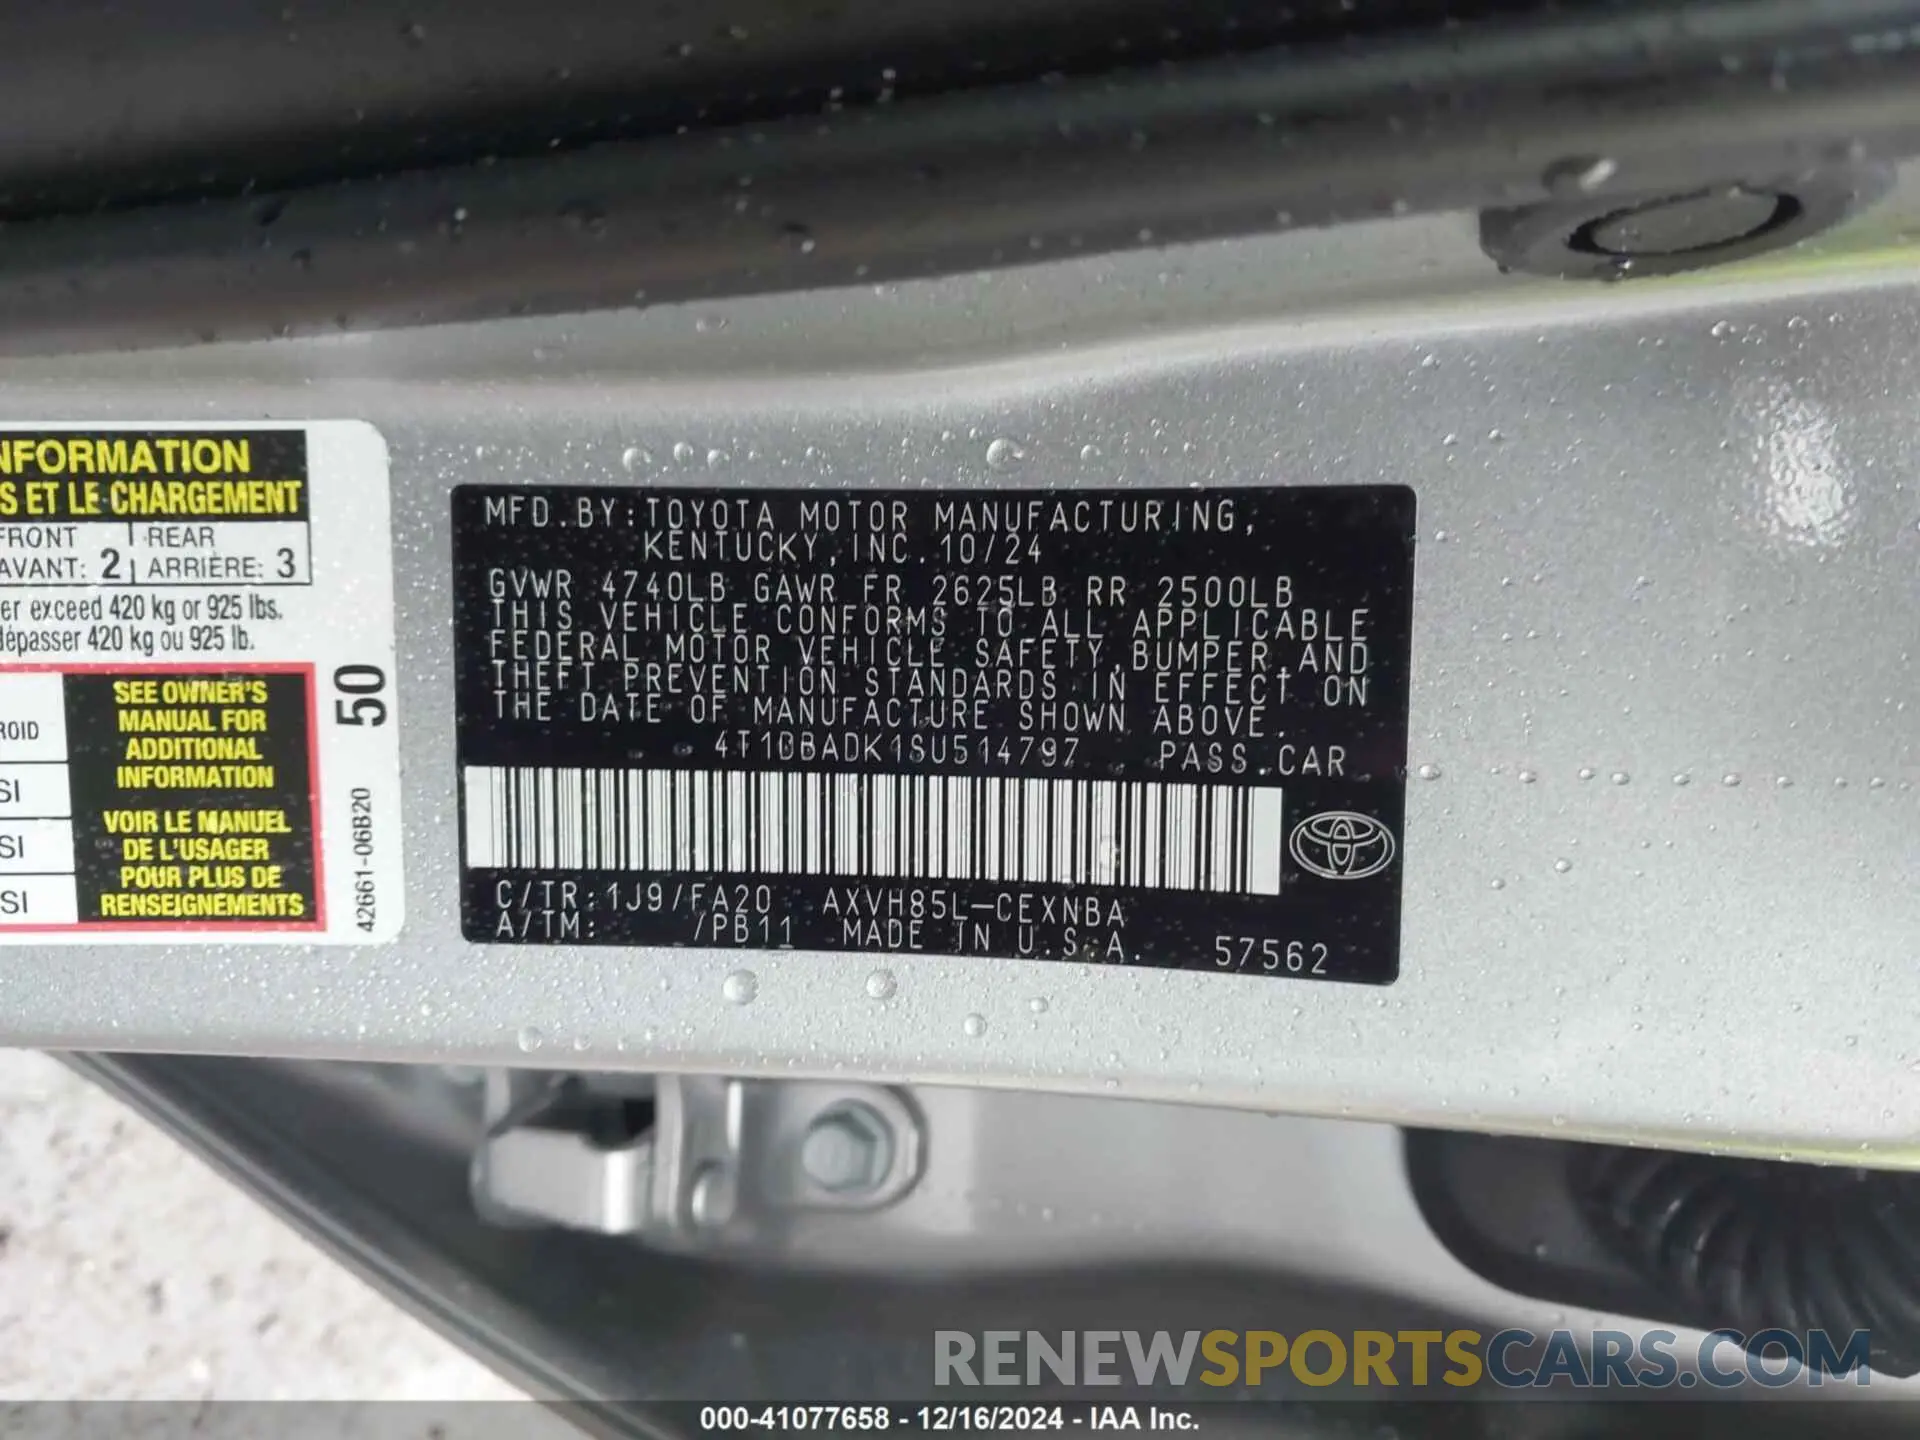 NFORMATION
S ET LE CHARGEMENT
FRONT
AVANT: 2
REAR
ARRIÈRE: 3
er exceed 420 kg or 925 lbs.
dépasser 420 kg ou 925 lb.
ROID
SI
SI
SI
SEE OWNER'S
MANUAL FOR
ADDITIONAL
INFORMATION
VOIR LE MANUEL
DE L'USAGER
POUR PLUS DE
RENSEIGNEMENTS
50
42661-06B20
MFD.BY:TOYOTA MOTOR MANUFACTURING,
KENTUCKY,INC.10/24
GVWR 4740LB GAWR FR 2625LB RR 2500LB
THIS VEHICLE CONFORMS TO ALL APPLICABLE
FEDERAL MOTOR VEHICLE SAFETY,BUMPER,AND
THEFT PREVENTION STANDARDS IN EFFECT ON
THE DATE OF MANUFACTURE SHOWN ABOVE.
4T1DBADK1SU514797 PASS.CAR
C/TR:1J9/FA20 AXVH85L-CEXNBA
A/TM: /PB11 MADE IN U.S.A. 57562
RENEWSPORTSCARS.COM
000-41077658 - 12/16/2024 - IAA Inc.